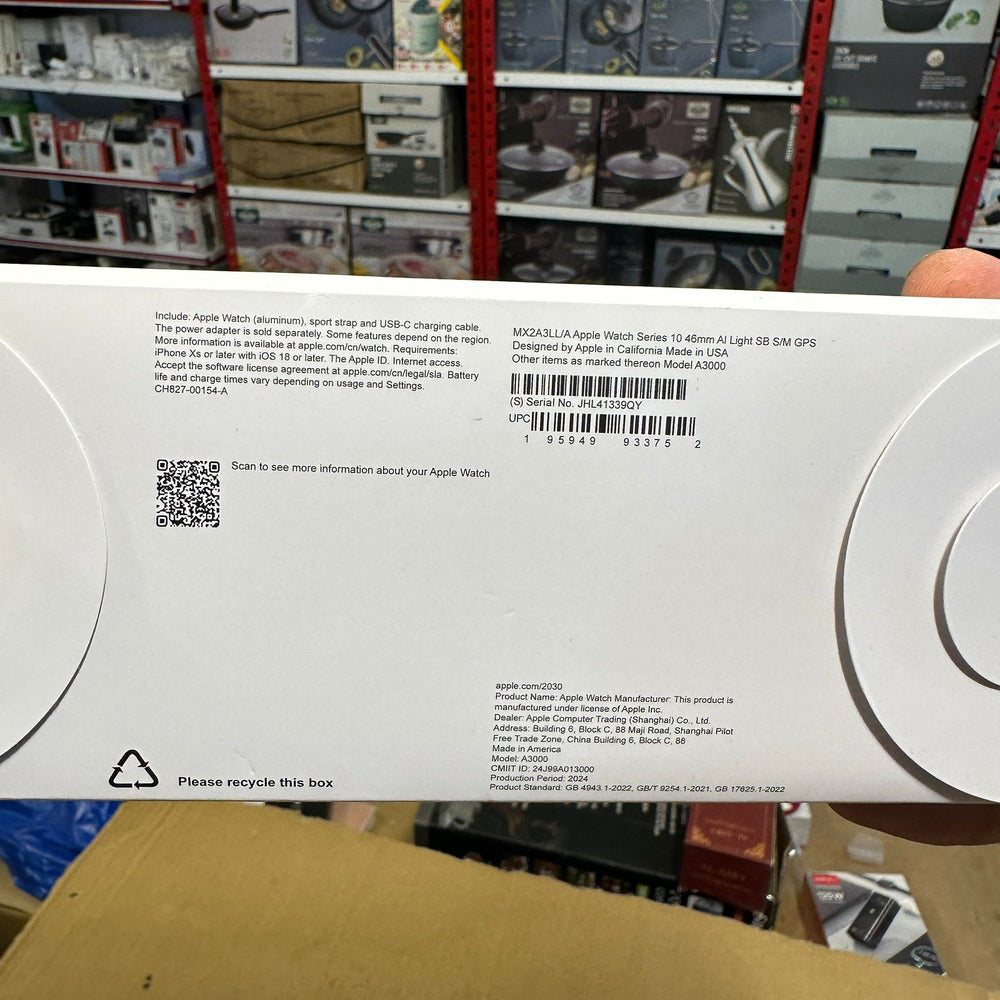 Include: Apple Watch (aluminum), sport strap and USB-C charging cable.
The power adapter is sold separately. Some features depend on the region.
More information is available at apple.com/cn/watch. Requirements:
iPhone Xs or later with iOS 18 or later. The Apple ID. Internet access.
Accept the software license agreement at apple.com/cn/legal/sla. Battery
life and charge times vary depending on usage and Settings.
CH827-00154-A
Scan to see more information about your Apple Watch
MX2A3LL/A Apple Watch Series 10 46mm Al Light SB S/M GPS
Designed by Apple in California Made in USA
Other items as marked thereon Model A3000
(S) Serial No. JHL41339QY
UPC
1 95949 93375 2
apple.com/2030
Product Name: Apple Watch Manufacturer: This product is
manufactured under license of Apple Inc.
Dealer: Apple Computer Trading (Shanghai) Co., Ltd.
Address: Building 6, Block C, 88 Maji Road, Shanghai Pilot
Free Trade Zone, China Building 6, Block C, 88
Made in America
Model: A3000
CMIIT ID: 24J99A013000
Production Period: 2024
Product Standard: GB 4943.1-2022, GB/T 9254.1-2021, GB 17625.1-2022
Please recycle this box